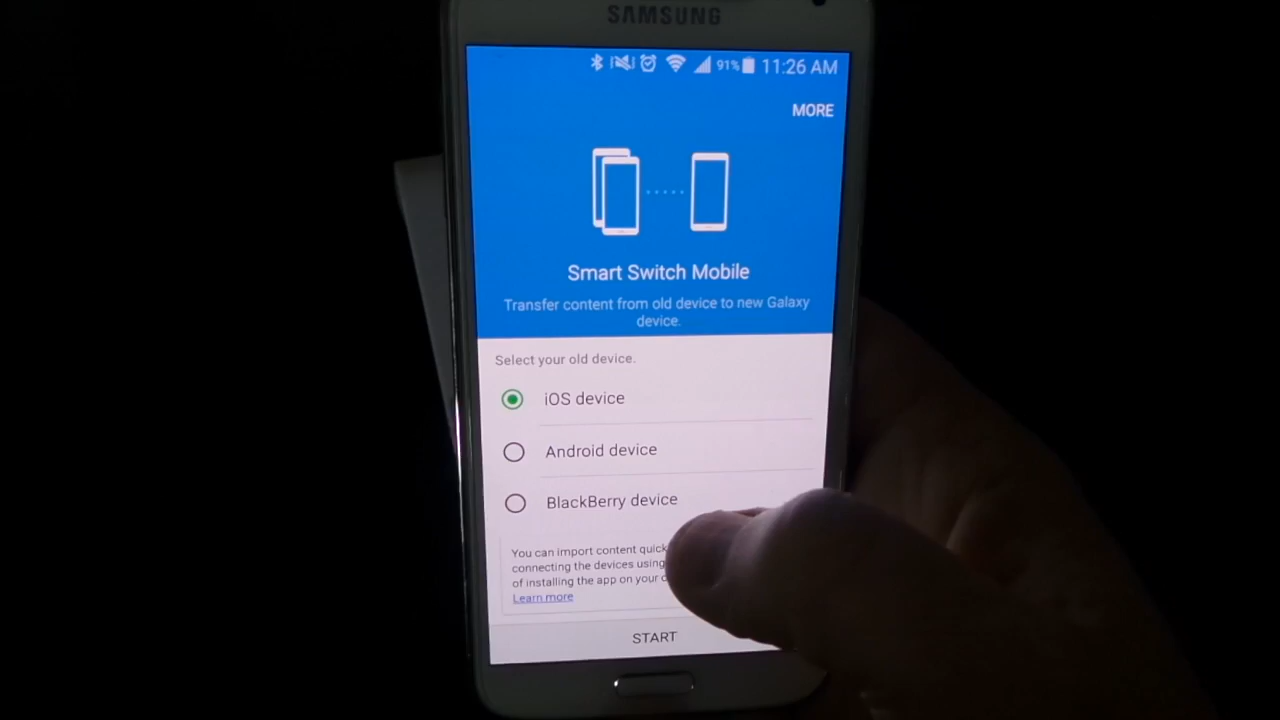 SAMSUNG
91% 11:26 AM
MORE
Smart Switch Mobile
Transfer content from old device to new Galaxy
device.
Select your old device.
iOS device
Android device
BlackBerry device
You can import content quick
connecting the devices using
of installing the app on your
Learn more
START